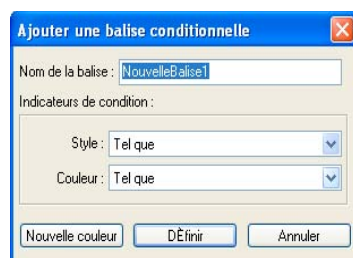 Ajouter une balise conditionnelle
Nom de la balise : NouvelleBalise1
Indicateurs de condition :
Style : Tel que
Couleur : Tel que
Nouvelle couleur DÈfinir Annuler